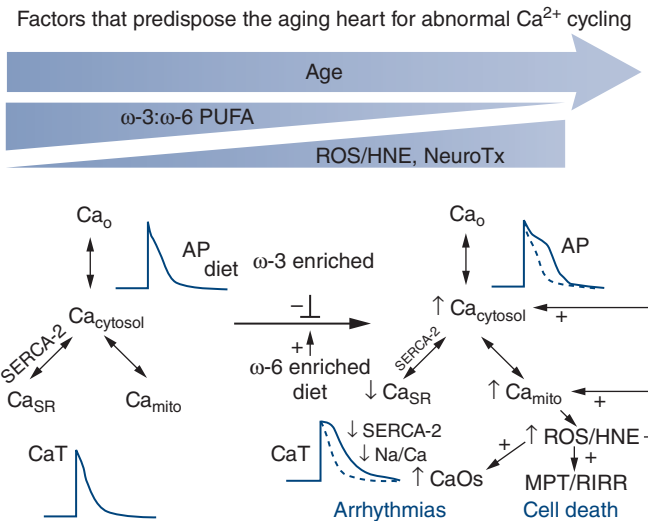 Factors that predispose the aging heart for abnormal Ca²⁺ cycling
Age
ω-3:ω-6 PUFA
ROS/HNE, NeuroTx
Cao
AP
diet
Cacytosol
SERCA-2
CaSR
Camito
CaT
ω-3 enriched
−
+
ω-6 enriched
diet
Cao
AP
↑ Cacytosol
+
SERCA-2
↓ CaSR
↑ Camito
+
CaT
↓ SERCA-2
↓ Na/Ca
↑ ROS/HNE
+
↑ CaOs
+
MPT/RIRR
Arrhythmias
Cell death